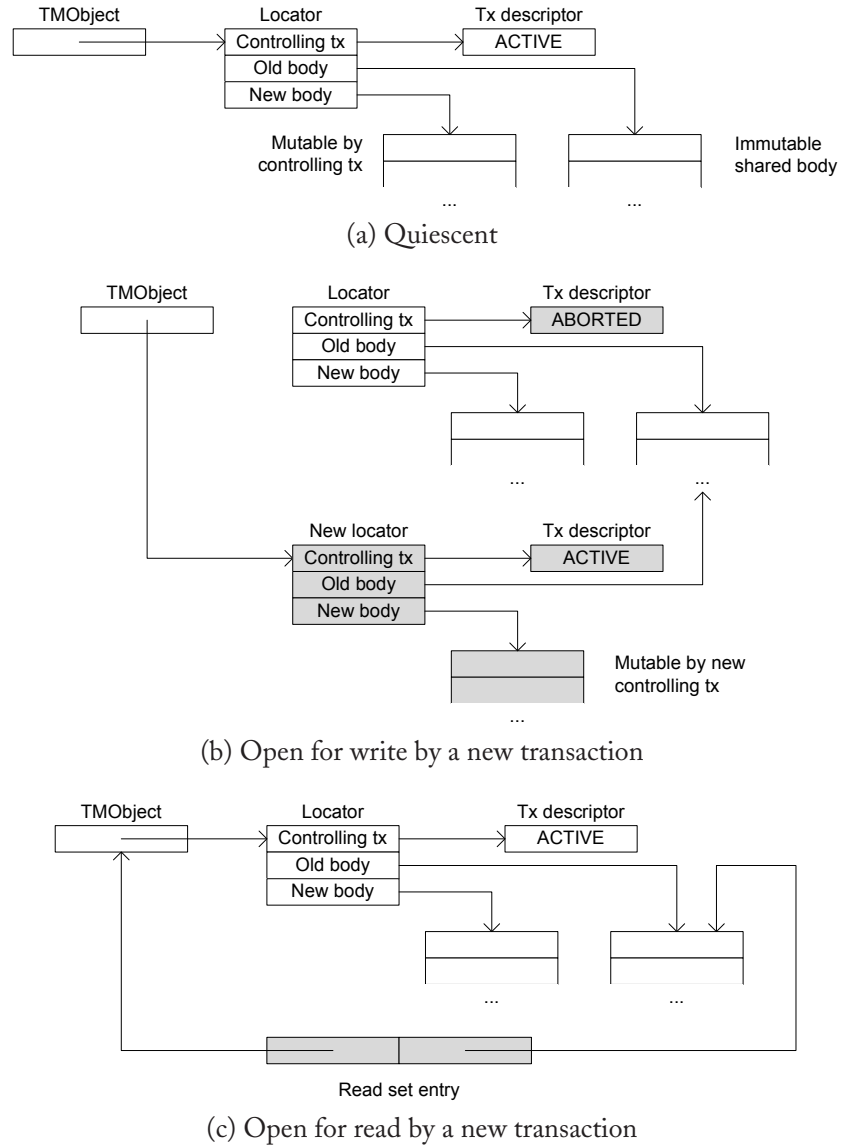 TMObject Locator Tx descriptor
Controlling tx ACTIVE
Old body
New body
Mutable by
controlling tx
Immutable
shared body
... ...
(a) Quiescent
TMObject Locator Tx descriptor
Controlling tx ABORTED
Old body
New body
... ...
New locator Tx descriptor
Controlling tx ACTIVE
Old body
New body
Mutable by new
controlling tx
...
(b) Open for write by a new transaction
TMObject Locator Tx descriptor
Controlling tx ACTIVE
Old body
New body
... ...
Read set entry
(c) Open for read by a new transaction